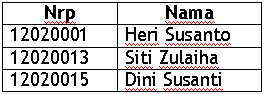 Nrp Nama
12020001 Heri Susanto
12020013 Siti Zulaiha
12020015 Dini Susanti